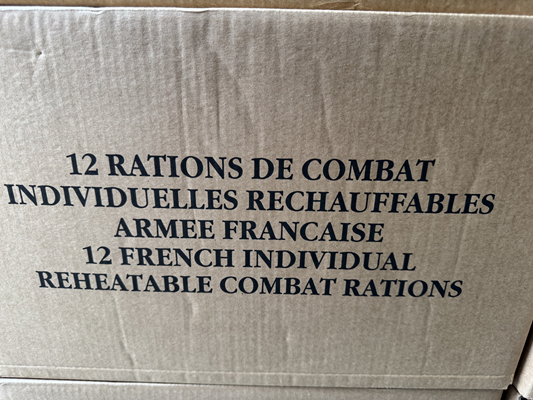 12 RATIONS DE COMBAT
INDIVIDUELLES RECHAUFFABLES
ARMEE FRANCAISE
12 FRENCH INDIVIDUAL
REHEATABLE COMBAT RATIONS